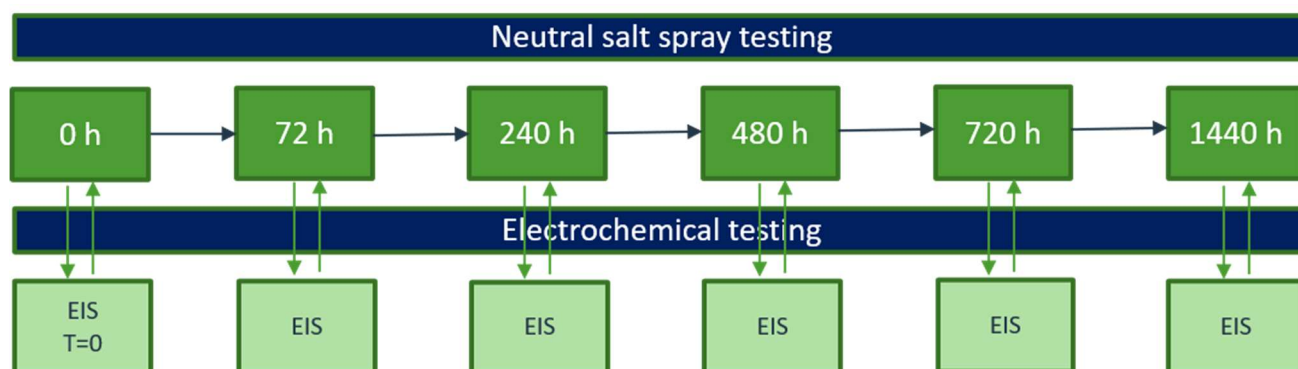 Neutral salt spray testing
0 h
72 h
240 h
480 h
720 h
1440 h
Electrochemical testing
EIS
T=0
EIS
EIS
EIS
EIS
EIS